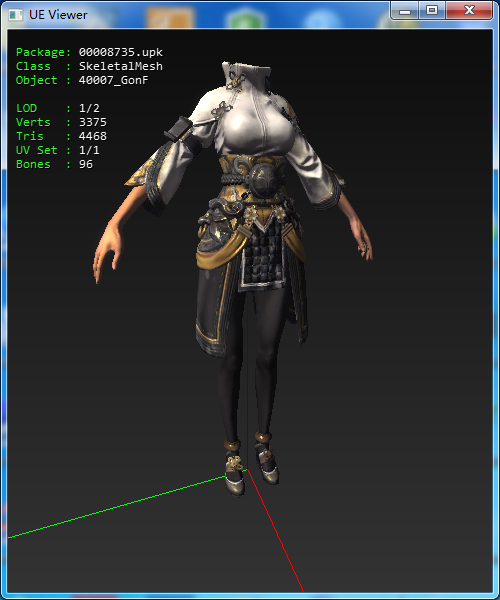 UE Viewer
Package: 00008735.upk
Class : SkeletalMesh
Object : 40007_GonF
LOD : 1/2
Verts : 3375
Tris : 4468
UV Set : 1/1
Bones : 96